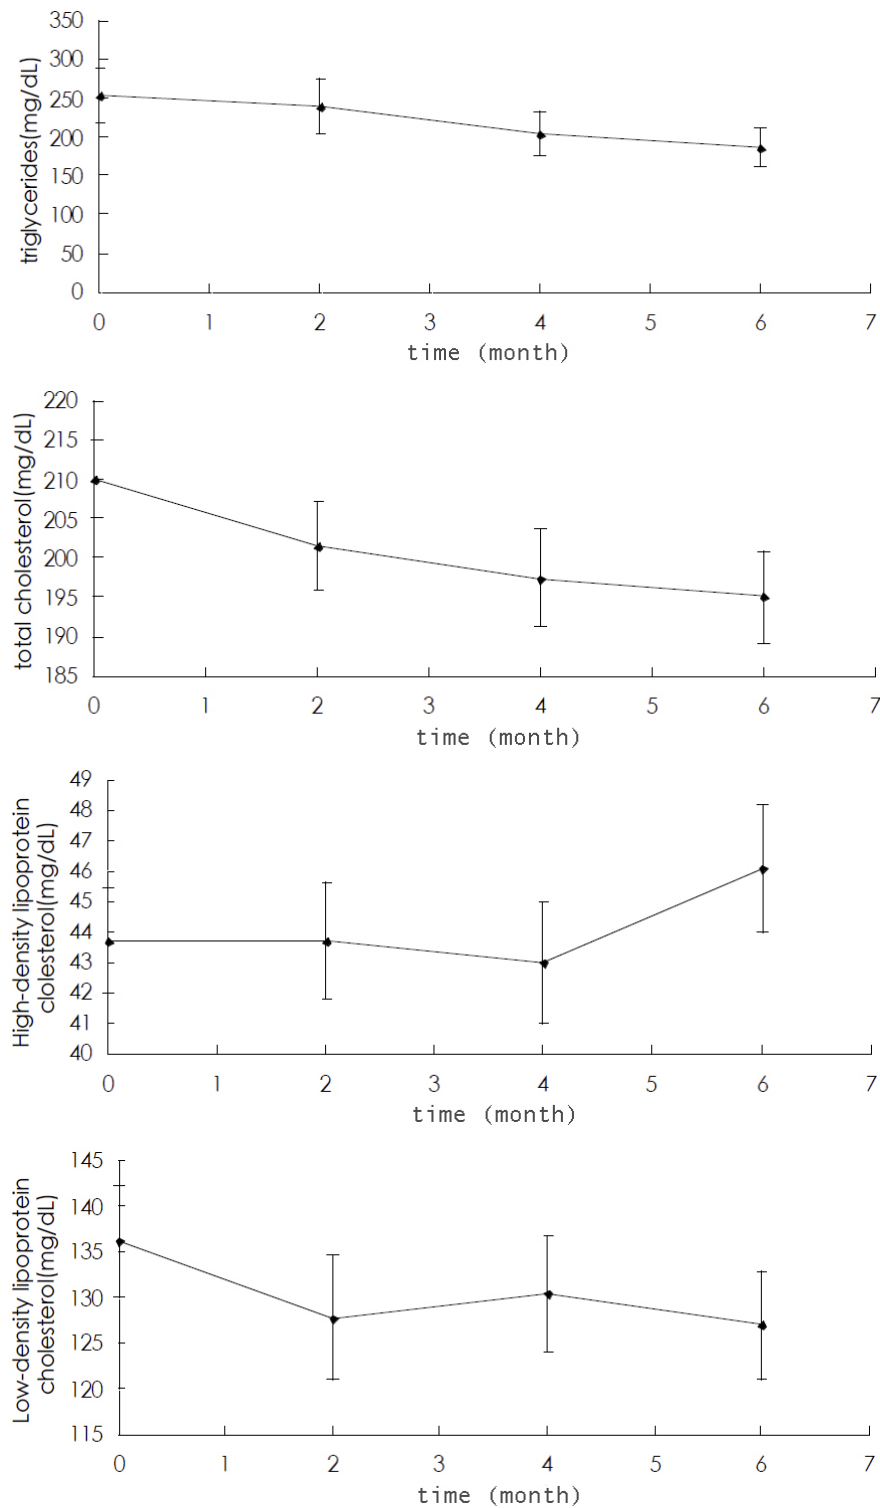 350
300
250
200
150
100
50
0
triglycerides(mg/dL)
0 1 2 3 4 5 6 7
time (month)
220
215
210
205
200
195
190
185
total cholesterol(mg/dL)
0 1 2 3 4 5 6 7
time (month)
49
48
47
46
45
44
43
42
41
40
High-density lipoprotein
clolesterol(mg/dL)
0 1 2 3 4 5 6 7
time (month)
145
140
135
130
125
120
115
Low-density lipoprotein
cholesterol(mg/dL)
0 1 2 3 4 5 6 7
time (month)